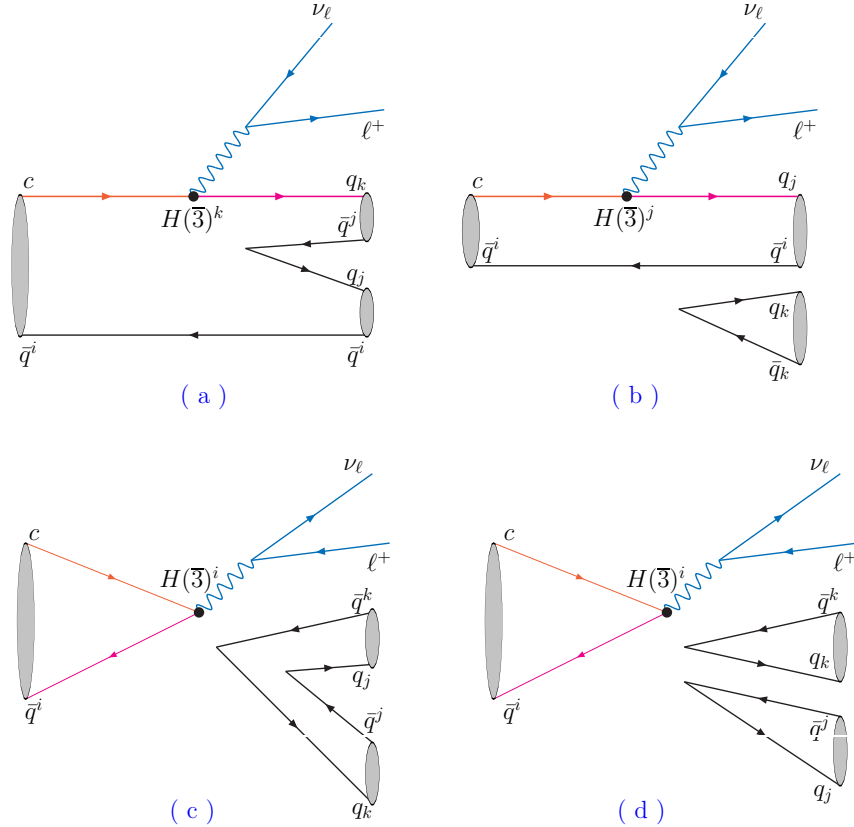 ν_ℓ
ℓ⁺
c
q_k
H(3̅)^k
q̄^j
q_j
q̄^i
q̄^i
( a )
ν_ℓ
ℓ⁺
c
q_j
H(3̅)^j
q̄^i
q̄^i
q_k
q̄_k
( b )
ν_ℓ
c
ℓ⁺
H(3̅)^i
q̄^k
q_j
q̄^i
q̄^j
q_k
( c )
ν_ℓ
c
ℓ⁺
H(3̅)^i
q̄^k
q_k
q̄^i
q̄^j
q_j
( d )